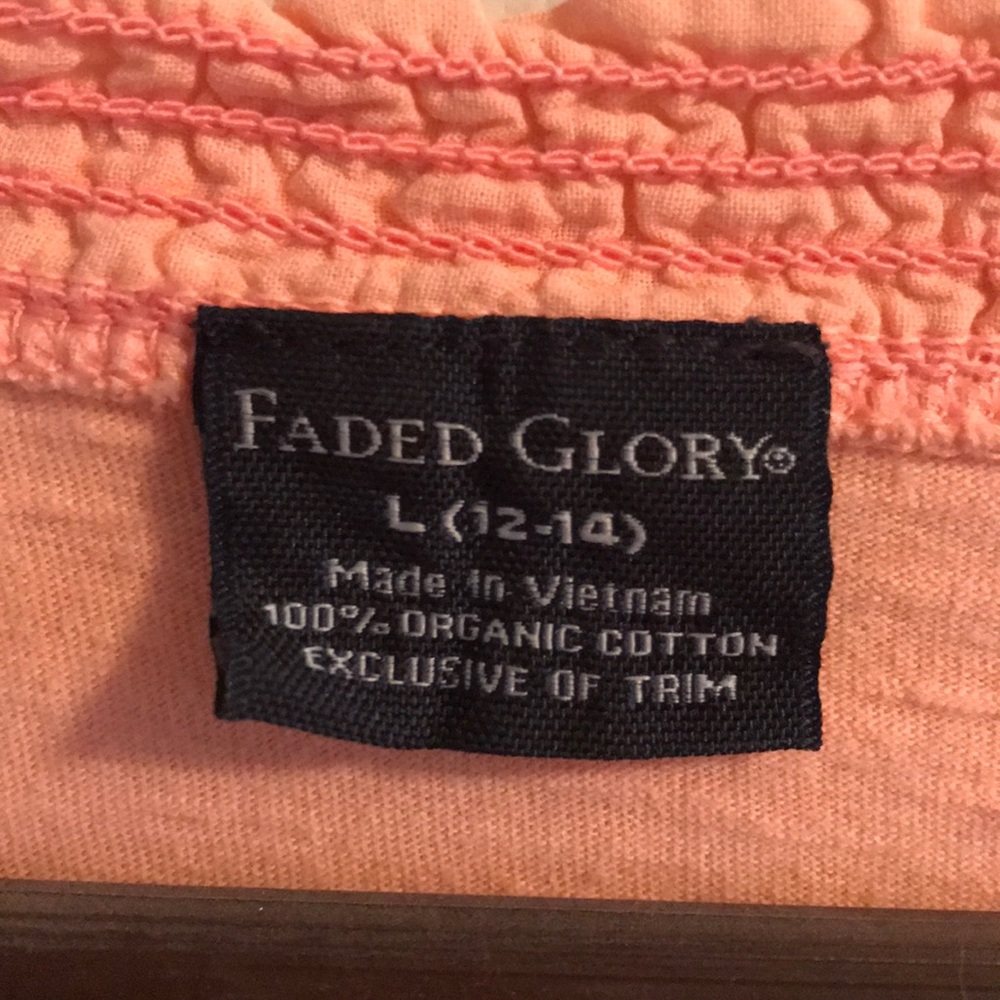 FADED GLORY®
L (12-14)
Made in Vietnam
100% ORGANIC COTTON
EXCLUSIVE OF TRIM